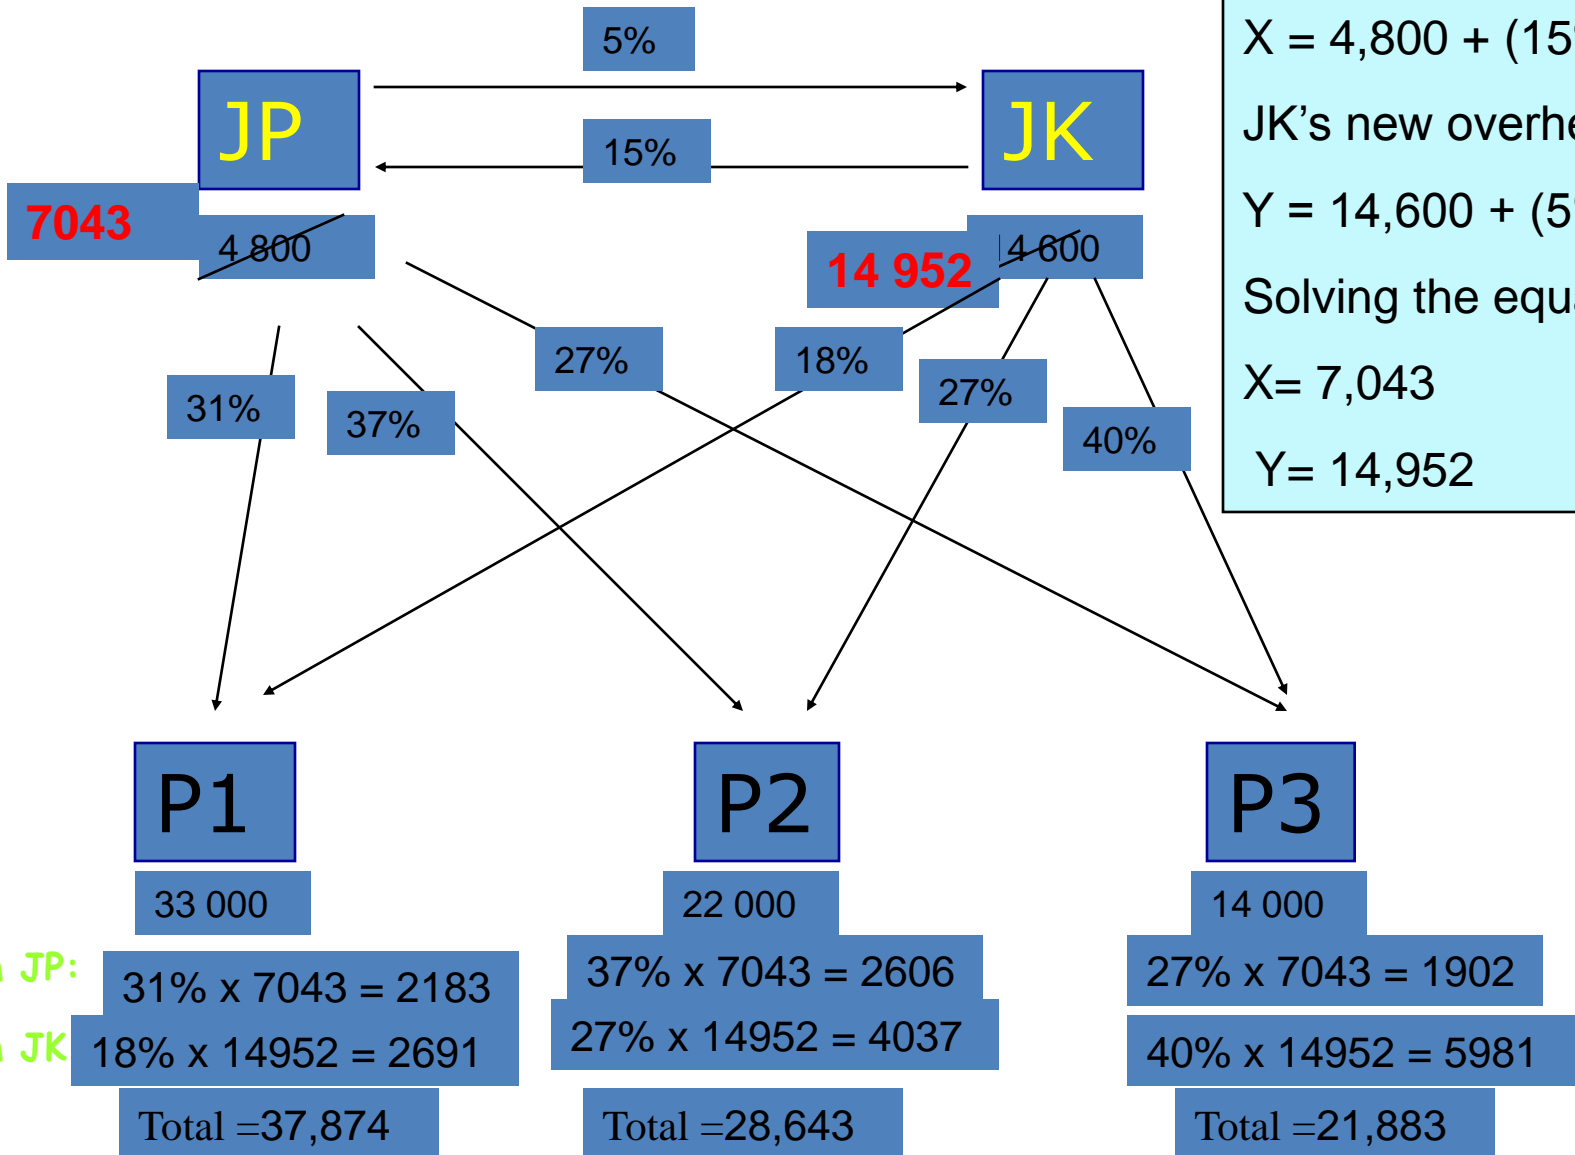 5%
X = 4,800 + (15
JP
JK
15%
JK’s new overhe
7043
4 800
14 952
4 600
Y = 14,600 + (5
Solving the equa
27%
18%
31%
37%
27%
40%
X= 7,043
Y= 14,952
P1
P2
P3
33 000
22 000
14 000
JP:
31% x 7043 = 2183
37% x 7043 = 2606
27% x 7043 = 1902
JK
18% x 14952 = 2691
27% x 14952 = 4037
40% x 14952 = 5981
Total =37,874
Total =28,643
Total =21,883